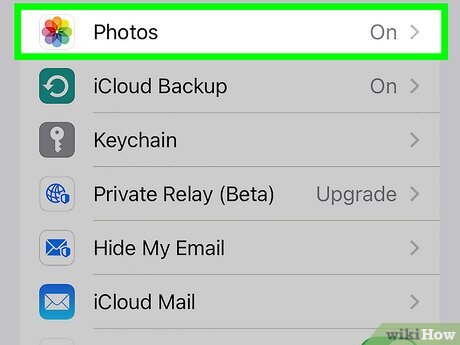 Photos On
iCloud Backup On
Keychain
Private Relay (Beta) Upgrade
Hide My Email
iCloud Mail
wikiHow